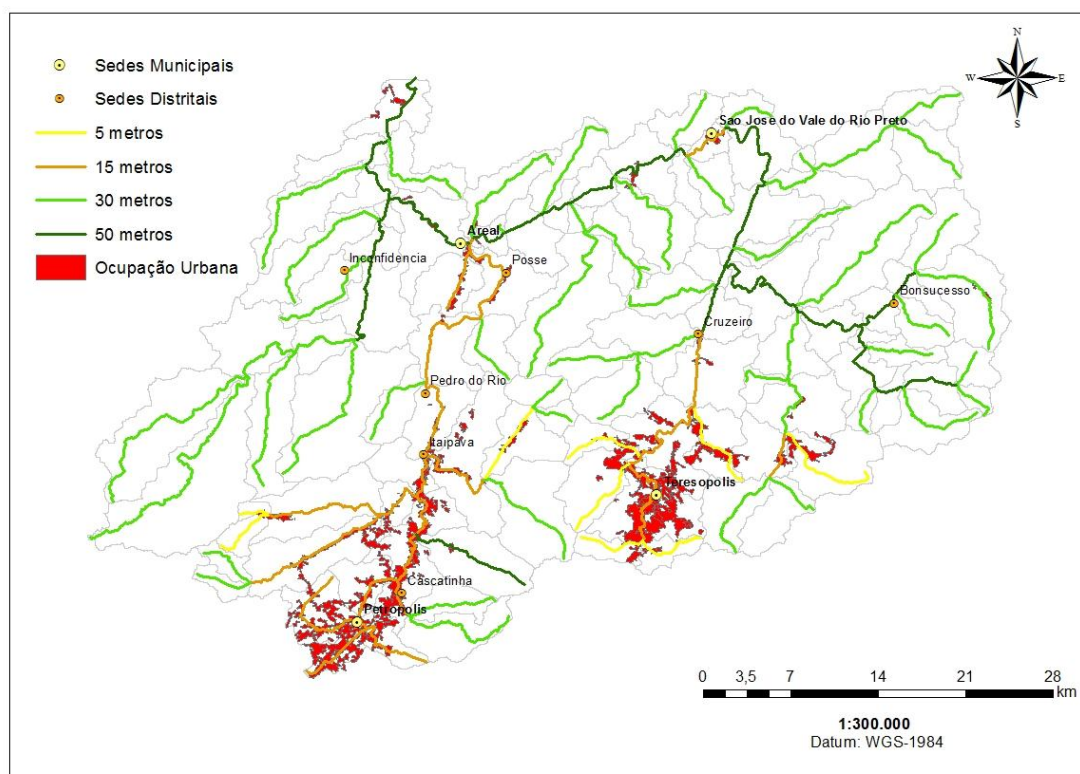 Sedes Municipais
Sedes Distritais
5 metros
15 metros
30 metros
50 metros
Ocupação Urbana
N
W
E
S
Sao Jose do Vale do Rio Preto
Areal
Inconfidencia
Posse
Bonsucesso
Cruzeiro
Pedro do Rio
Itaipava
Teresopolis
Cascatinha
Petropolis
0 3,5 7 14 21 28
km
1:300.000
Datum: WGS-1984